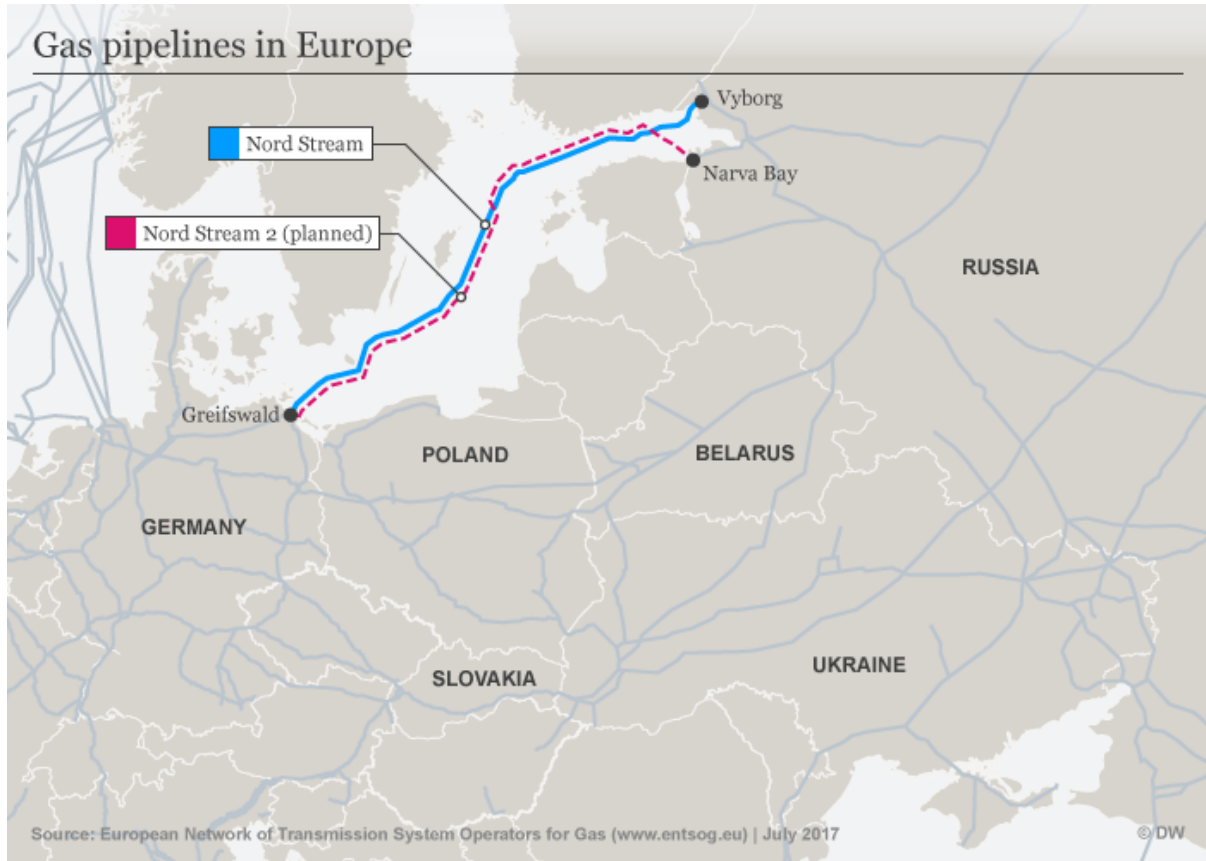 Gas pipelines in Europe
Vyborg
Nord Stream
Narva Bay
Nord Stream 2 (planned)
RUSSIA
Greifswald
POLAND
BELARUS
GERMANY
UKRAINE
SLOVAKIA
Source: European Network of Transmission System Operators for Gas (www.entsog.eu) | July 2017
© DW